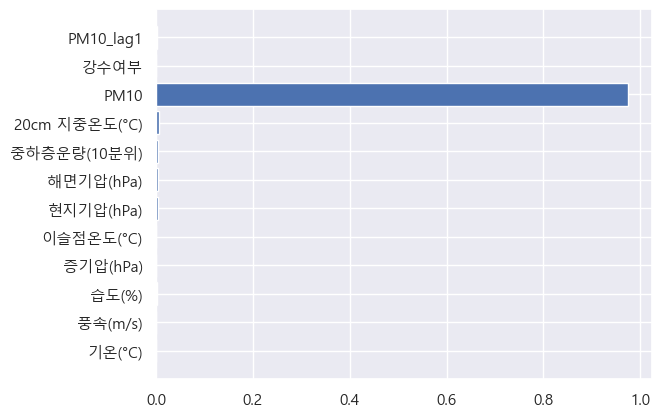 PM10_lag1
강수여부
PM10
20cm 지중온도(°C)
중하층운량(10분위)
해면기압(hPa)
현지기압(hPa)
이슬점온도(°C)
증기압(hPa)
습도(%)
풍속(m/s)
기온(°C)
0.0 0.2 0.4 0.6 0.8 1.0